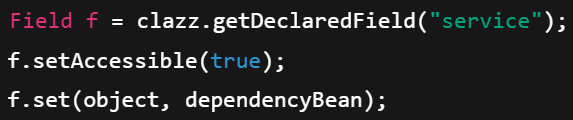 Field f = clazz.getDeclaredField("service");
f.setAccessible(true);
f.set(object, dependencyBean);